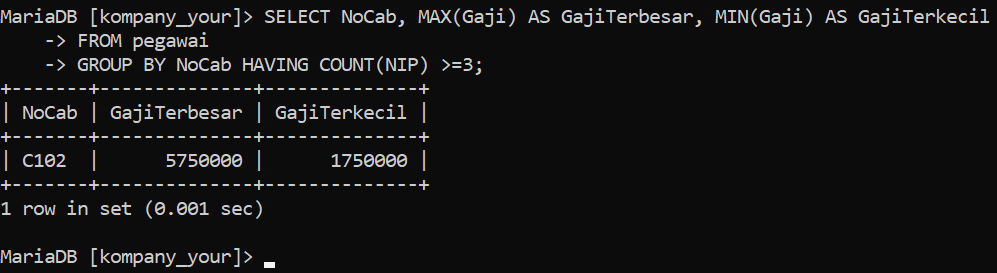 MariaDB [kompany_your]> SELECT NoCab, MAX(Gaji) AS GajiTerbesar, MIN(Gaji) AS GajiTerkecil
    -> FROM pegawai
    -> GROUP BY NoCab HAVING COUNT(NIP) >=3;
+-------+--------------+--------------+
| NoCab | GajiTerbesar | GajiTerkecil |
+-------+--------------+--------------+
| C102  |      5750000 |      1750000 |
+-------+--------------+--------------+
1 row in set (0.001 sec)

MariaDB [kompany_your]>